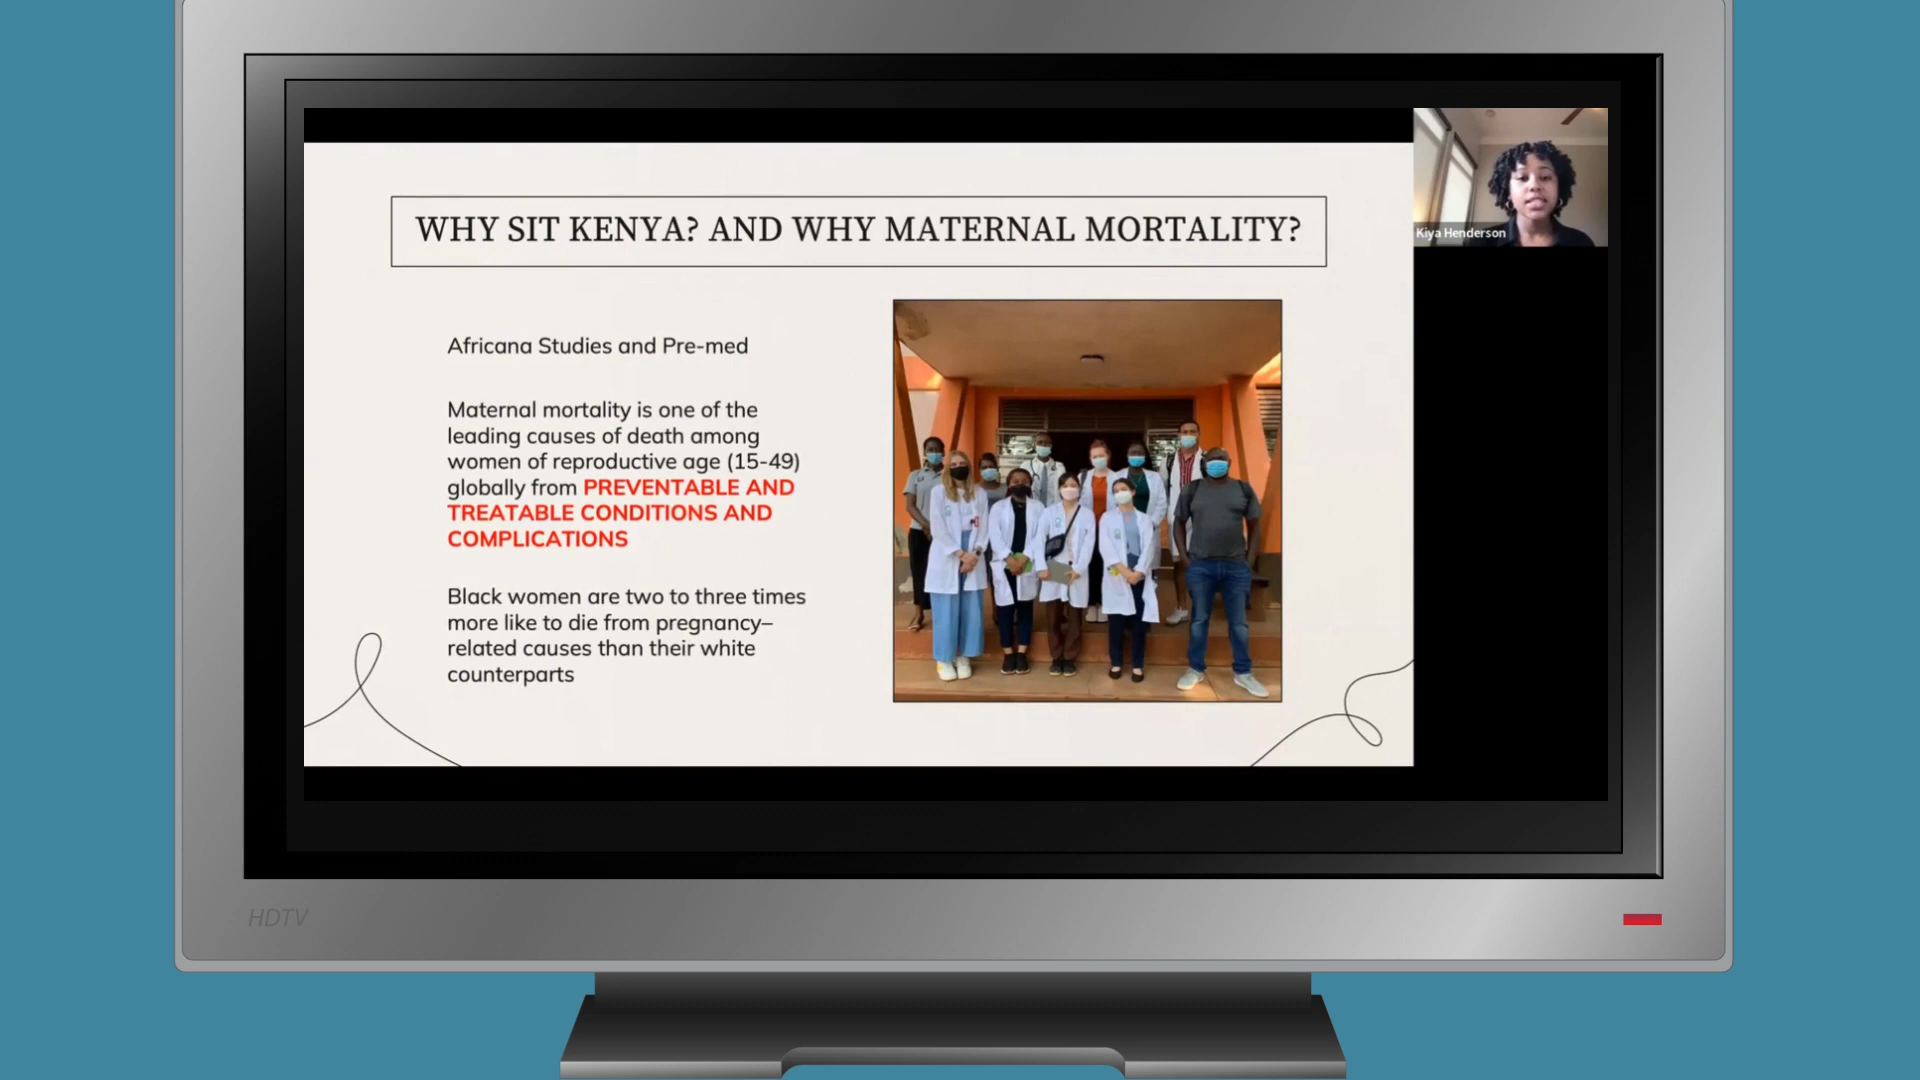 WHY SIT KENYA? AND WHY MATERNAL MORTALITY?
Africana Studies and Pre-med
Maternal mortality is one of the
leading causes of death among
women of reproductive age (15-49)
globally from PREVENTABLE AND
TREATABLE CONDITIONS AND
COMPLICATIONS
Black women are two to three times
more like to die from pregnancy–
related causes than their white
counterparts
Kiya Henderson
HDTV